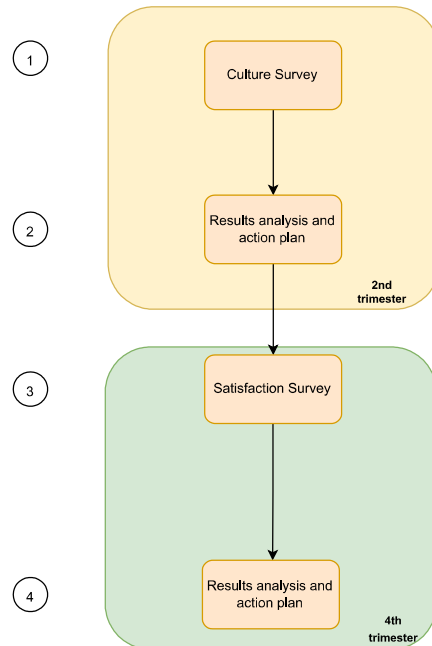 1
Culture Survey
2
Results analysis and
action plan
2nd
trimester
3
Satisfaction Survey
4
Results analysis and
action plan
4th
trimester